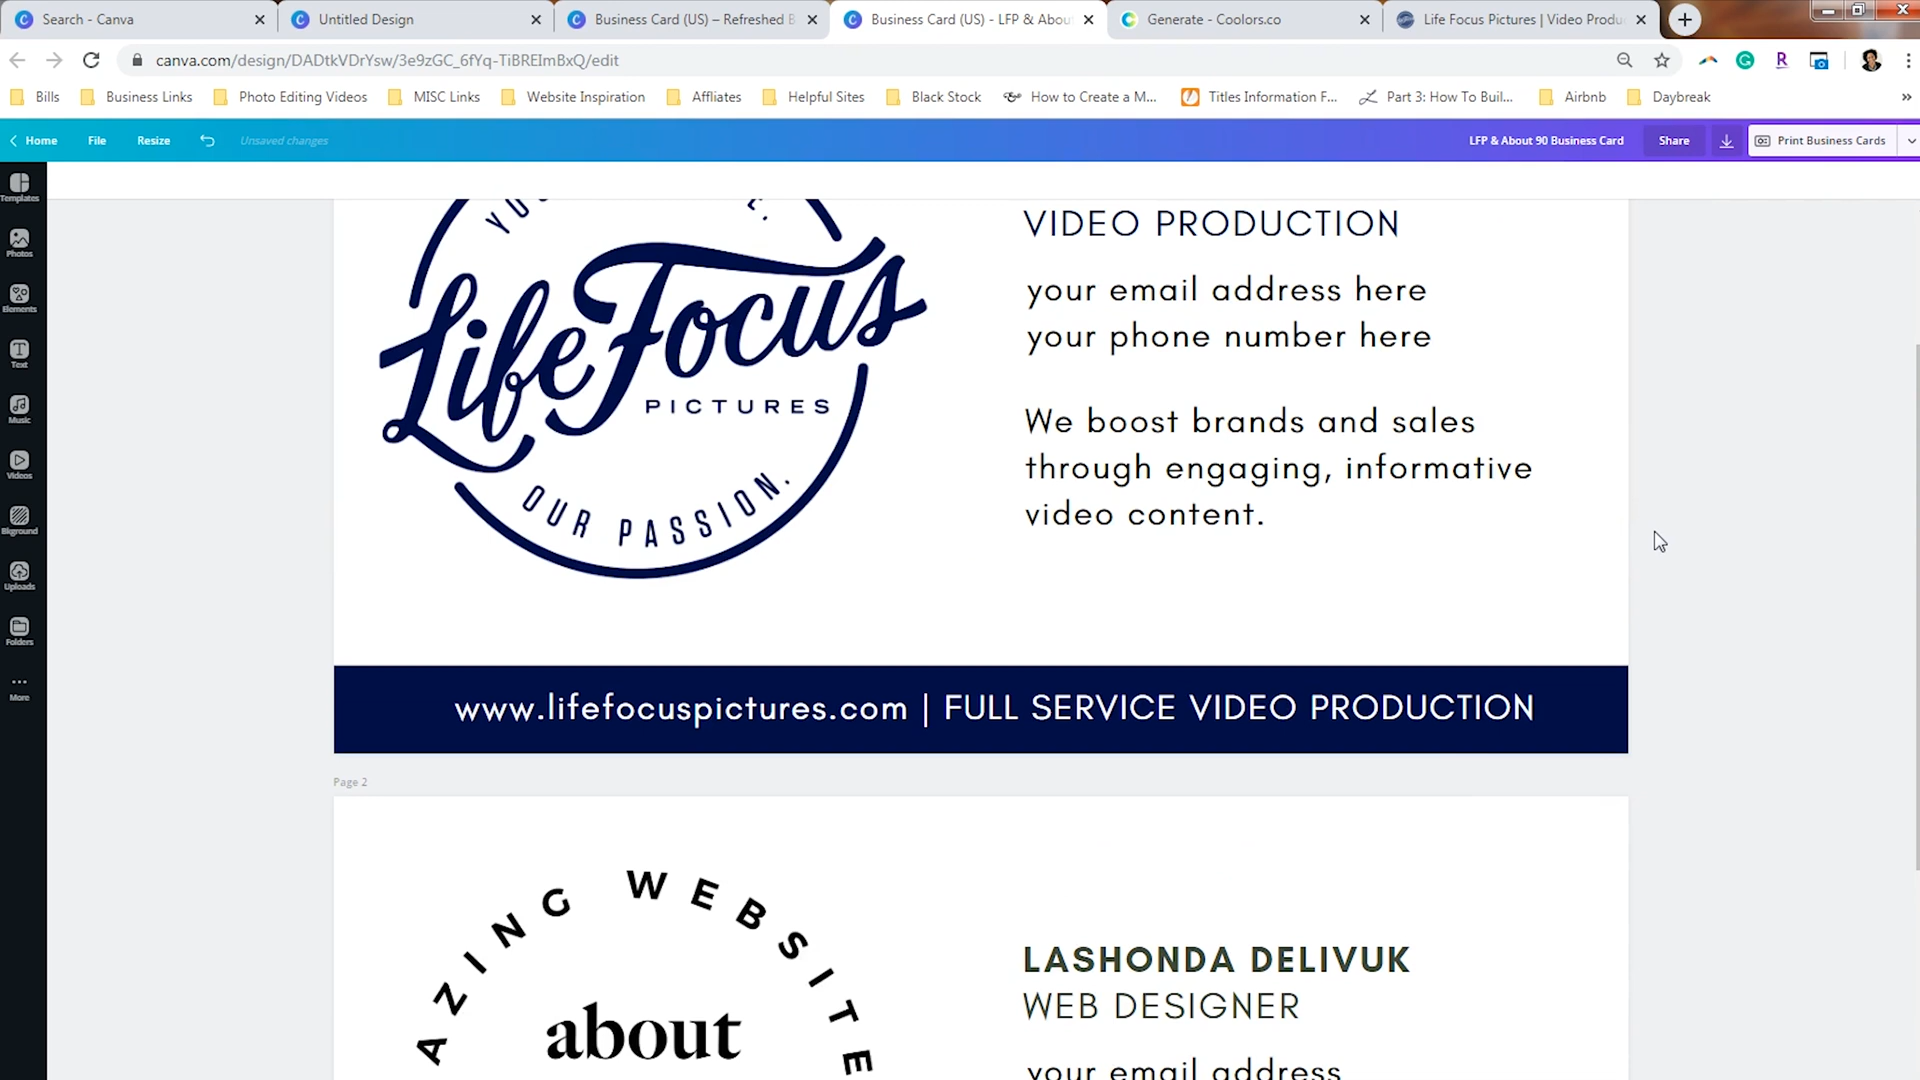 Search - Canva
Untitled Design
Business Card (US) – Refreshed B
Business Card (US) - LFP & Abou
Generate - Coolors.co
Life Focus Pictures | Video Produ
canva.com/design/DADtkVDrYsw/3e9zGC_6fYq-TiBREImBxQ/edit
Bills
Business Links
Photo Editing Videos
MISC Links
Website Inspiration
Affliates
Helpful Sites
Black Stock
How to Create a M...
Titles Information F...
Part 3: How To Buil...
Airbnb
Daybreak
Home
File
Resize
Unsaved changes
LFP & About 90 Business Card
Share
Print Business Cards
Templates
Photos
Elements
Text
Music
Videos
Bkground
Uploads
Folders
More
LifeFocus
PICTURES
OUR PASSION.
VIDEO PRODUCTION
your email address here
your phone number here
We boost brands and sales
through engaging, informative
video content.
www.lifefocuspictures.com | FULL SERVICE VIDEO PRODUCTION
Page 2
AZING WEBSITE
about
LASHONDA DELIVUK
WEB DESIGNER
your email address